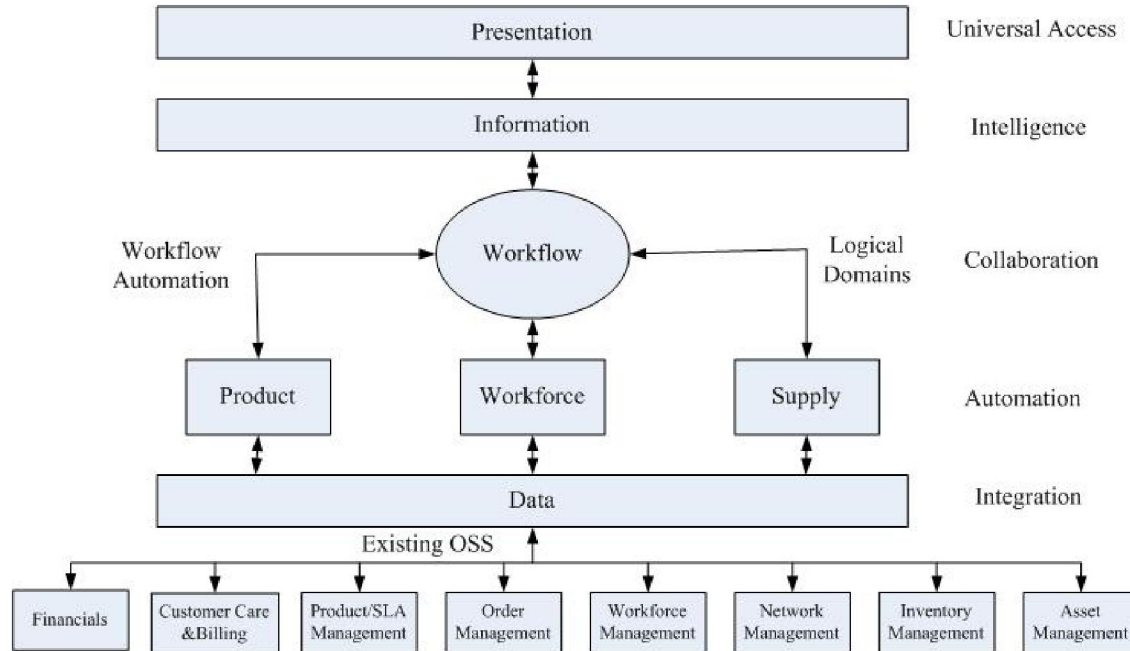 Presentation
Universal Access
Information
Intelligence
Workflow
Automation
Workflow
Logical
Domains
Collaboration
Product
Workforce
Supply
Automation
Data
Integration
Existing OSS
Financials
Customer Care
&Billing
Product/SLA
Management
Order
Management
Workforce
Management
Network
Management
Inventory
Management
Asset
Management